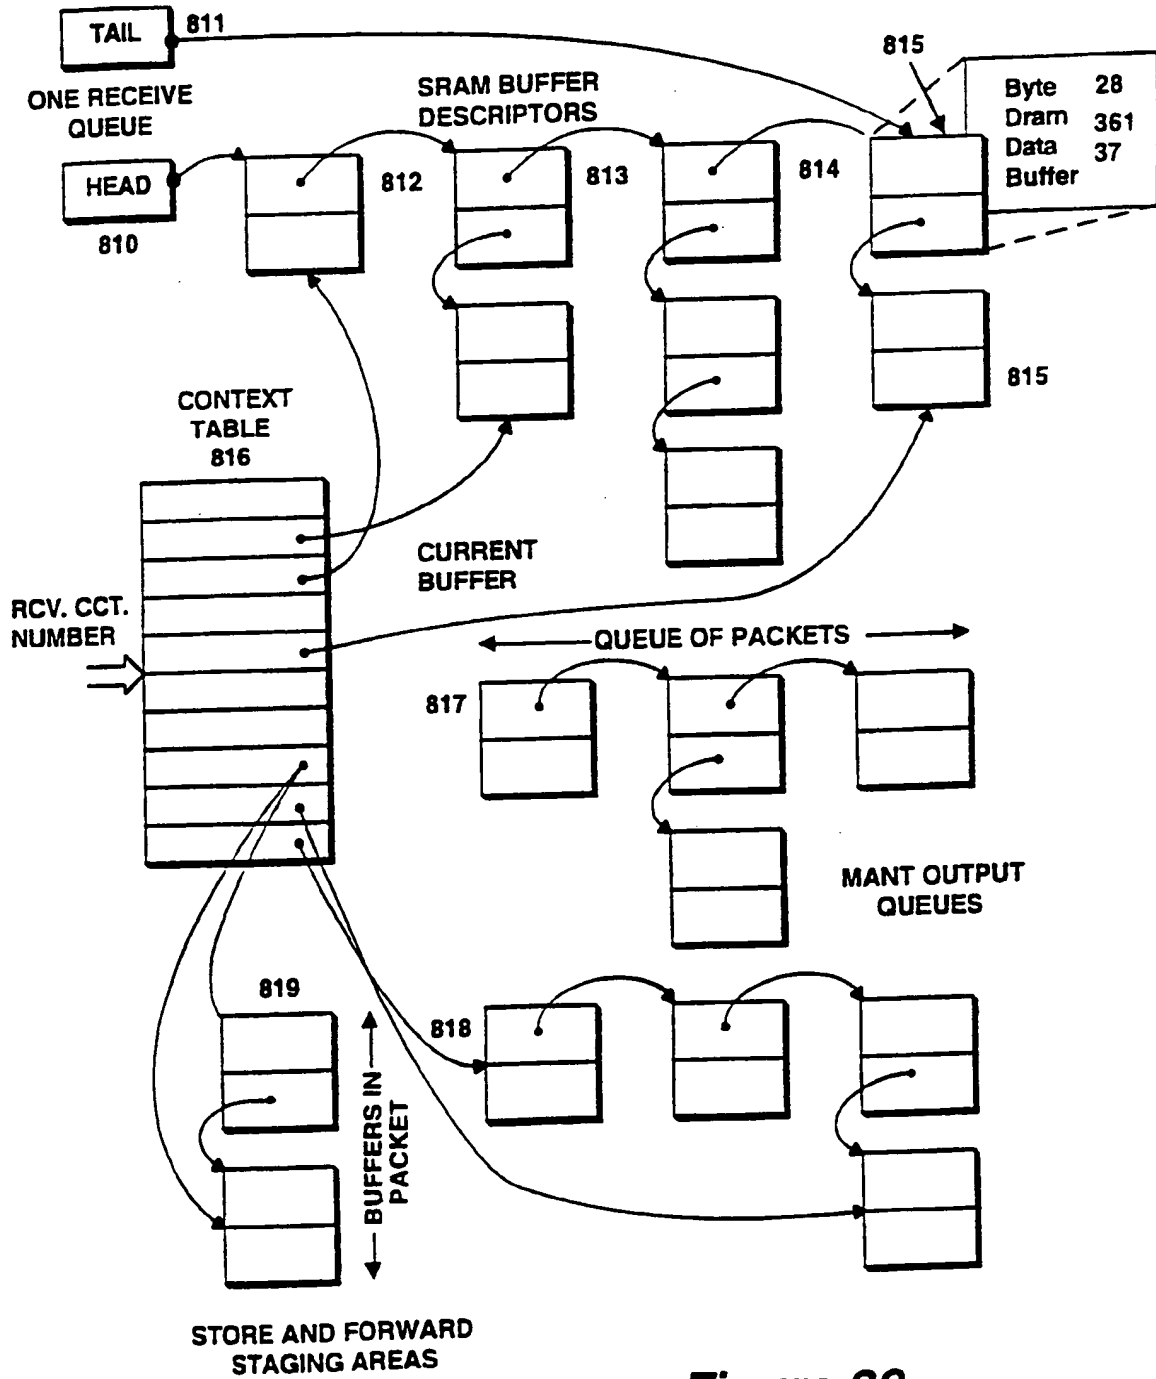 TAIL
811
ONE RECEIVE
QUEUE
HEAD
810
SRAM BUFFER
DESCRIPTORS
812
813
814
815
Byte 28
Dram 361
Data 37
Buffer
815
CONTEXT
TABLE
816
CURRENT
BUFFER
RCV. CCT.
NUMBER
QUEUE OF PACKETS
817
MANT OUTPUT
QUEUES
819
818
BUFFERS IN
PACKET
STORE AND FORWARD
STAGING AREAS